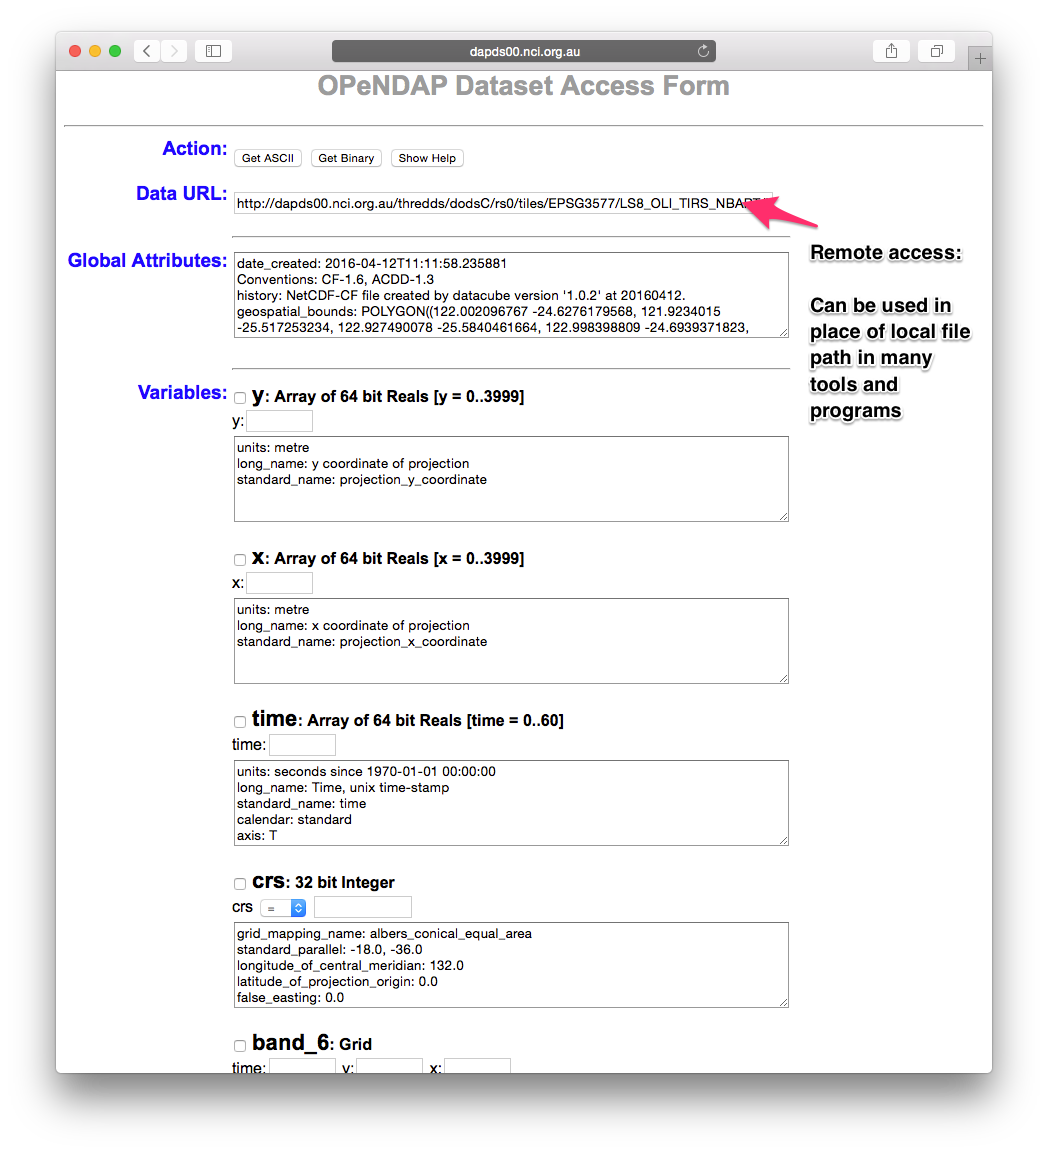 dapds00.nci.org.au
OPeNDAP Dataset Access Form
Action:
Get ASCII Get Binary Show Help
Data URL:
http://dapds00.nci.org.au/thredds/dodsC/rs0/tiles/EPSG3577/LS8_OLI_TIRS_NBART/
Remote access:
Can be used in
place of local file
path in many
tools and
programs
Global Attributes:
date_created: 2016-04-12T11:11:58.235881
Conventions: CF-1.6, ACDD-1.3
history: NetCDF-CF file created by datacube version '1.0.2' at 20160412.
geospatial_bounds: POLYGON((122.002096767 -24.6276179568, 121.9234015
-25.517253234, 122.927490078 -25.5840461664, 122.998398809 -24.6939371823,
Variables:
y: Array of 64 bit Reals [y = 0..3999]
y:
units: metre
long_name: y coordinate of projection
standard_name: projection_y_coordinate
x: Array of 64 bit Reals [x = 0..3999]
x:
units: metre
long_name: x coordinate of projection
standard_name: projection_x_coordinate
time: Array of 64 bit Reals [time = 0..60]
time:
units: seconds since 1970-01-01 00:00:00
long_name: Time, unix time-stamp
standard_name: time
calendar: standard
axis: T
crs: 32 bit Integer
crs =
grid_mapping_name: albers_conical_equal_area
standard_parallel: -18.0, -36.0
longitude_of_central_meridian: 132.0
latitude_of_projection_origin: 0.0
false_easting: 0.0
band_6: Grid
time: y: x: